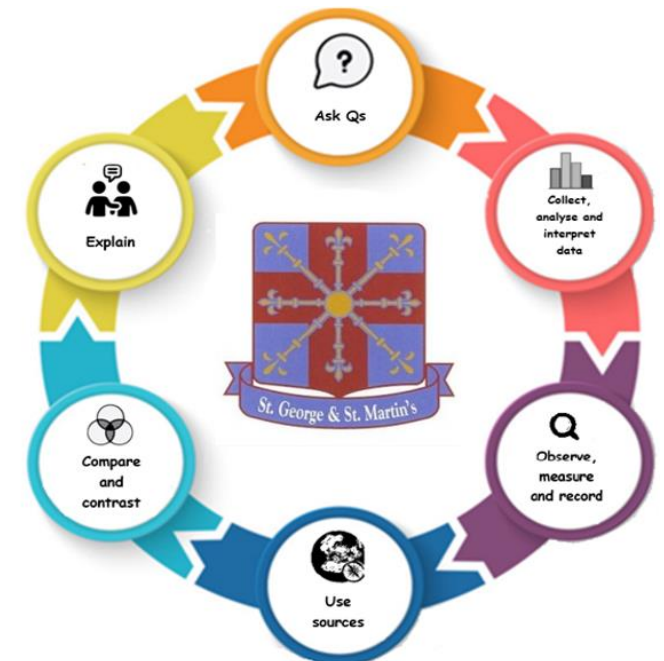 ?
Ask Qs
Collect,
analyse and
interpret
data
Observe,
measure
and record
Use
sources
Compare
and
contrast
Explain
St. George & St. Martin's